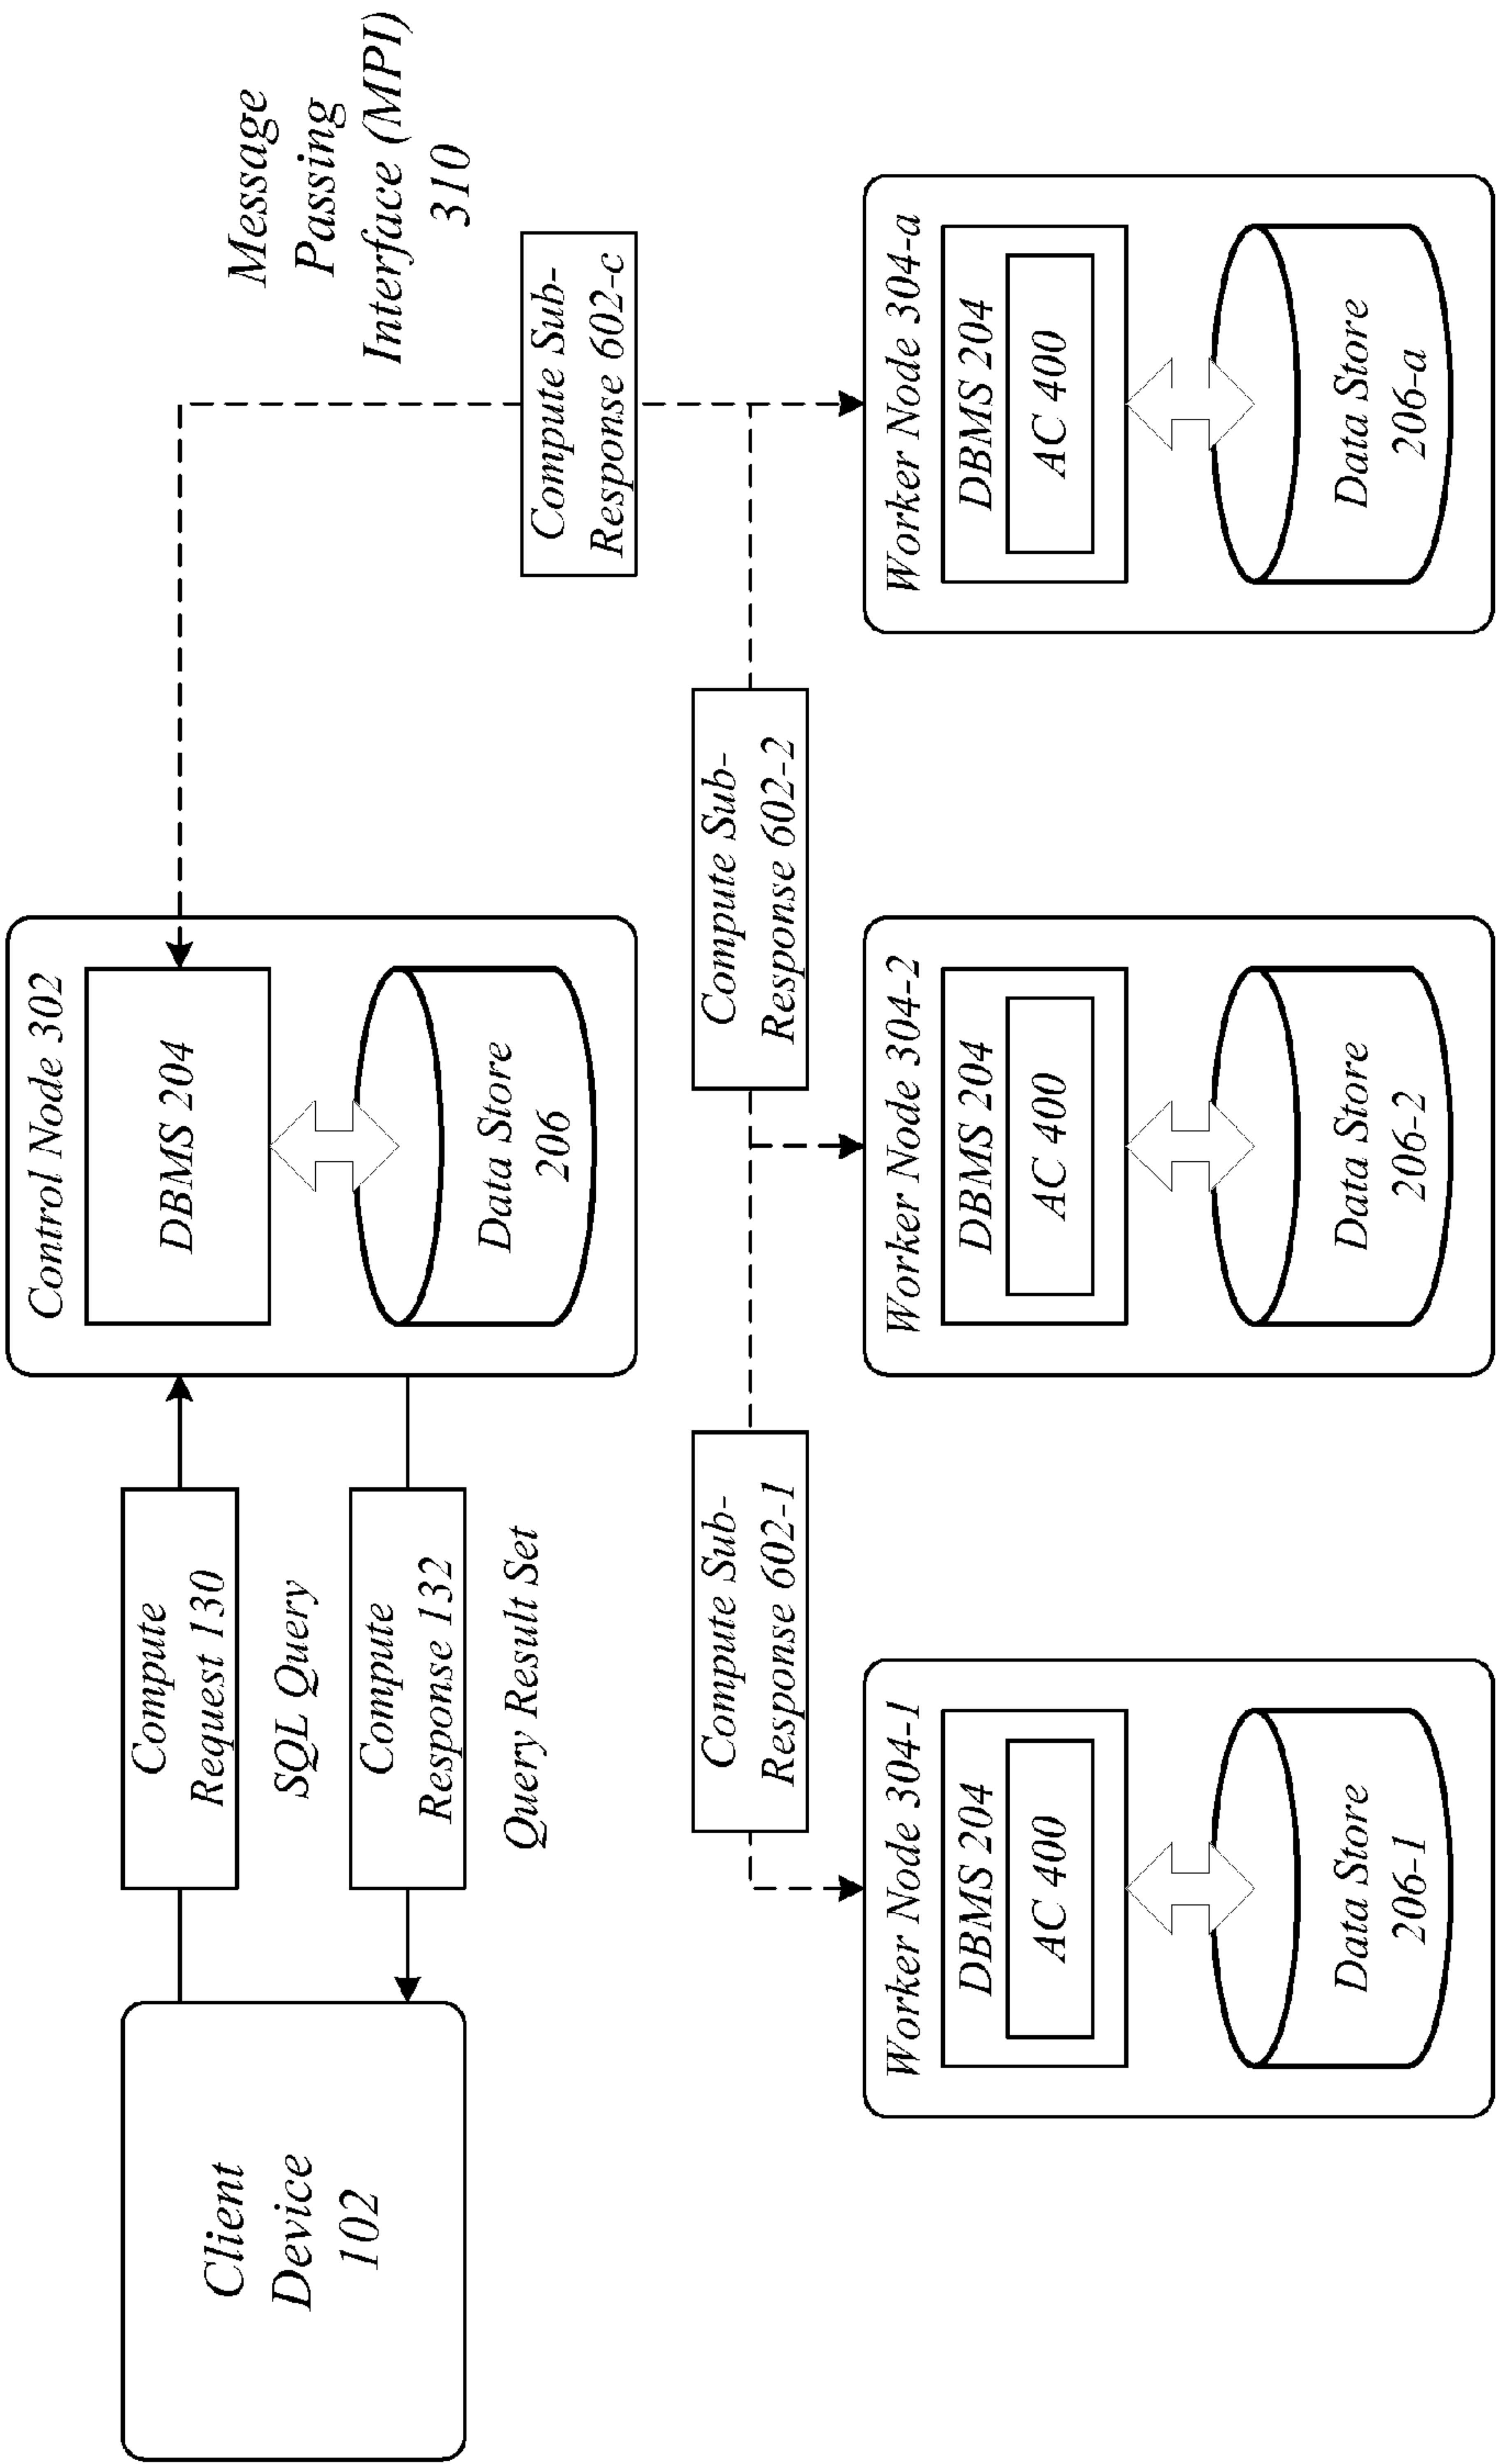 Client
Device
102
Compute
Request 130
SQL Query
Compute
Response 132
Query Result Set
Control Node 302
DBMS 204
Data Store
206
Message
Passing
Interface (MPI)
310
Compute Sub-
Response 602-c
Compute Sub-
Response 602-1
Compute Sub-
Response 602-2
Worker Node 304-1
DBMS 204
AC 400
Data Store
206-1
Worker Node 304-2
DBMS 204
AC 400
Data Store
206-2
Worker Node 304-a
DBMS 204
AC 400
Data Store
206-a